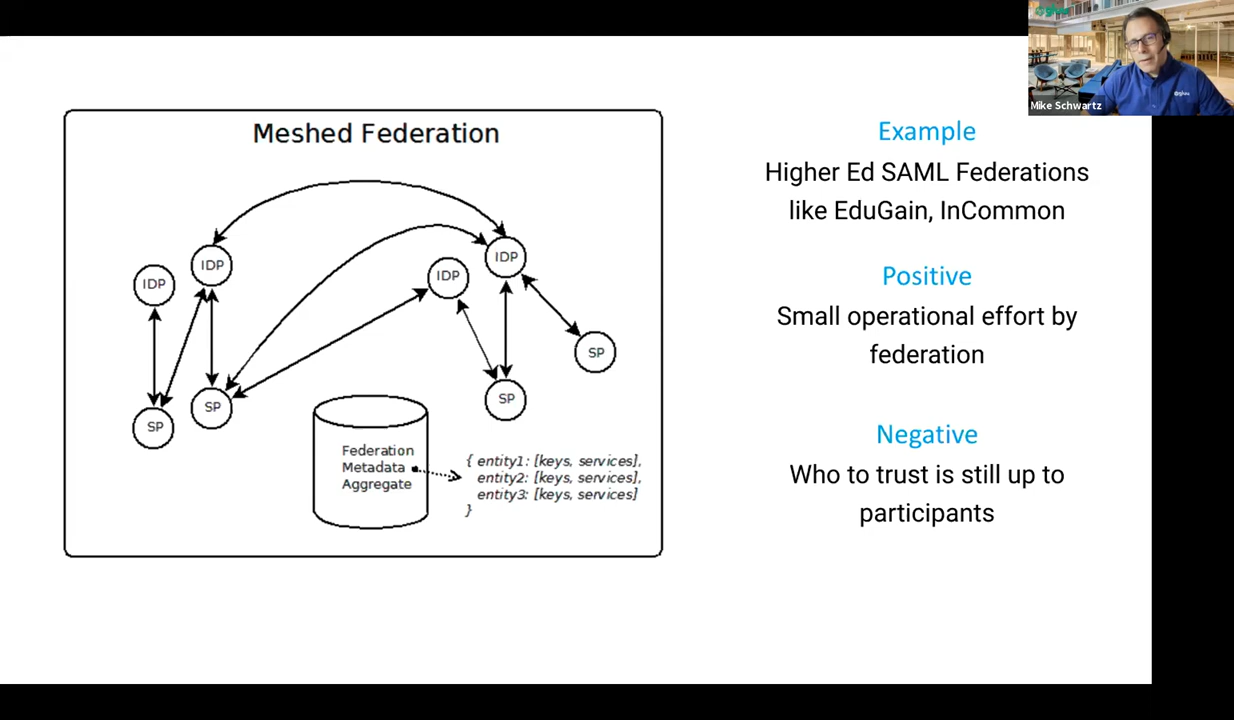 Meshed Federation
IDP
IDP
IDP
IDP
SP
SP
SP
SP
Federation
Metadata
Aggregate
{ entity1: [keys, services],
entity2: [keys, services],
entity3: [keys, services]
}
Example
Higher Ed SAML Federations
like EduGain, InCommon
Positive
Small operational effort by
federation
Negative
Who to trust is still up to
participants
gluu
Mike Schwartz
gluu